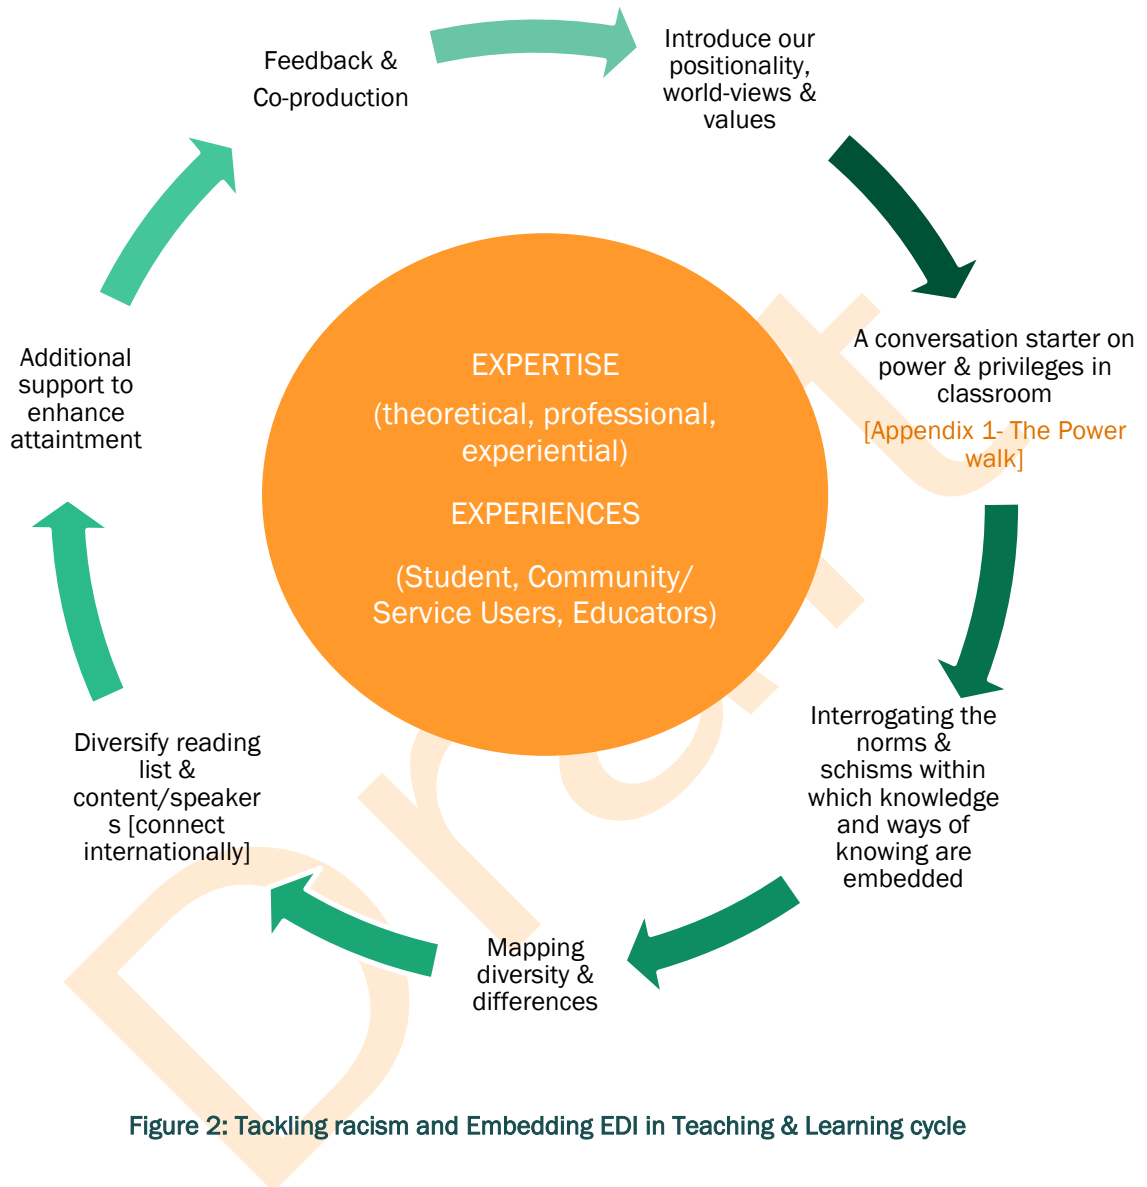 Feedback &
Co-production
Introduce our
positionality,
world-views &
values
A conversation starter on
power & privileges in
classroom
[Appendix 1- The Power
walk]
Interrogating the
norms &
schisms within
which knowledge
and ways of
knowing are
embedded
Mapping
diversity &
differences
Diversify reading
list &
content/speaker
s [connect
internationally]
Additional
support to
enhance
attaintment
EXPERTISE
(theoretical, professional,
experiential)
EXPERIENCES
(Student, Community/
Service Users, Educators)
Draft
Figure 2: Tackling racism and Embedding EDI in Teaching & Learning cycle